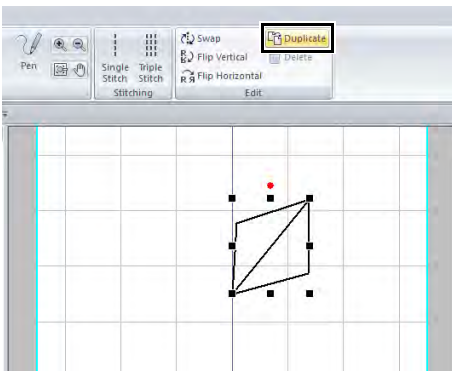 Pen
Single Stitch
Triple Stitch
Stitching
Swap
Flip Vertical
Flip Horizontal
Duplicate
Delete
Edit